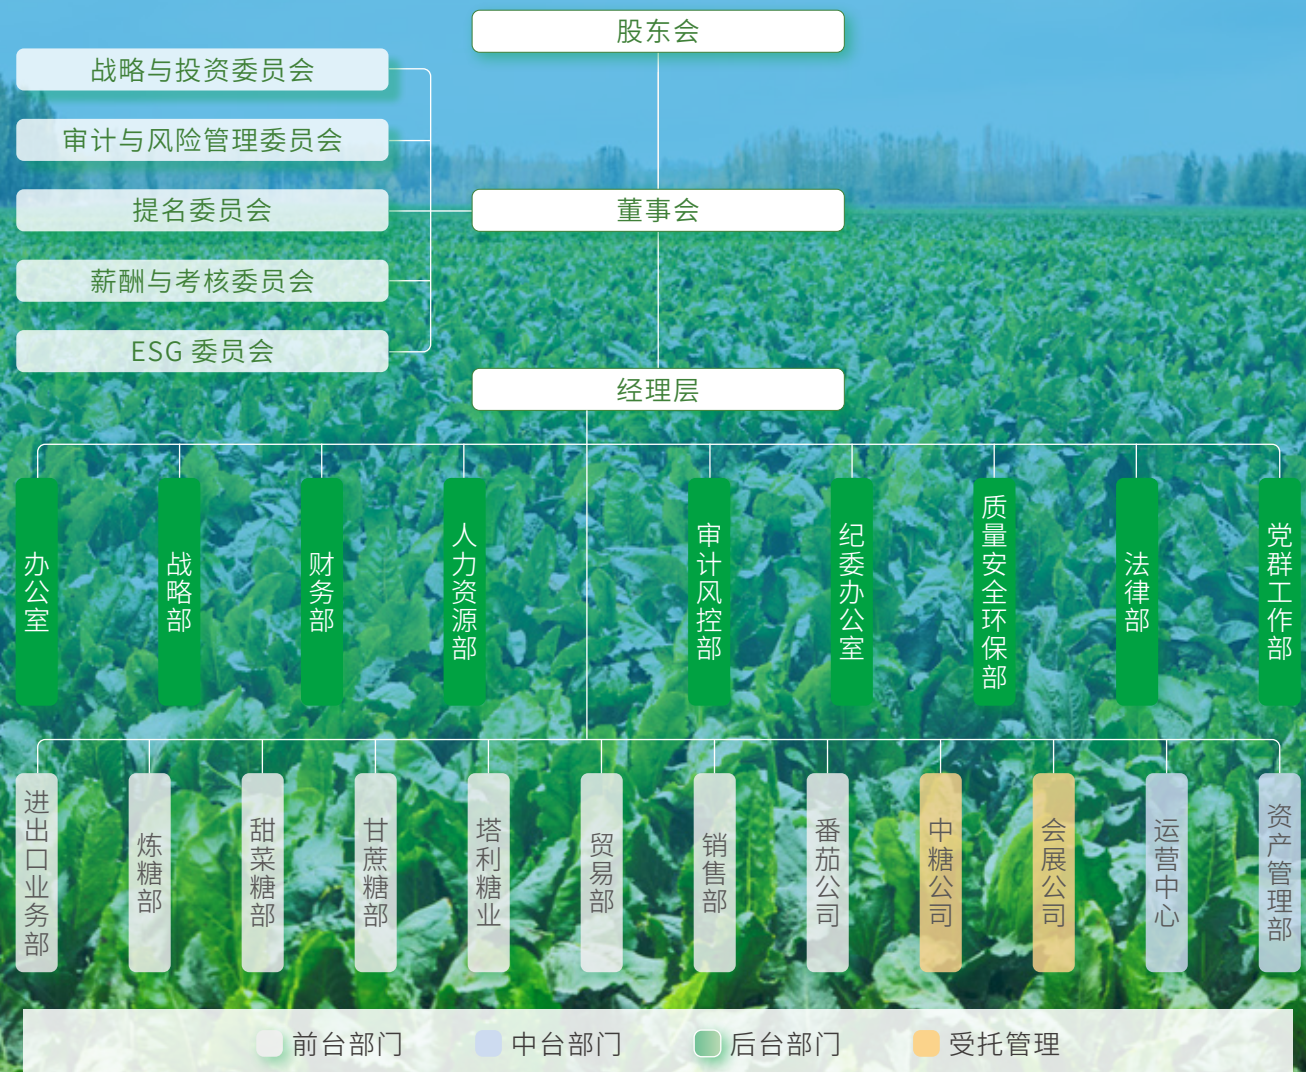 股东会
战略与投资委员会
审计与风险管理委员会
提名委员会
董事会
薪酬与考核委员会
ESG 委员会
经理层
办公室
战略部
财务部
人力资源部
审计风控部
纪委办公室
质量安全环保部
法律部
党群工作部
进出口业务部
炼糖部
甜菜糖部
甘蔗糖部
塔利糖业
贸易部
销售部
番茄公司
中糖公司
会展公司
运营中心
资产管理部
前台部门
中台部门
后台部门
受托管理